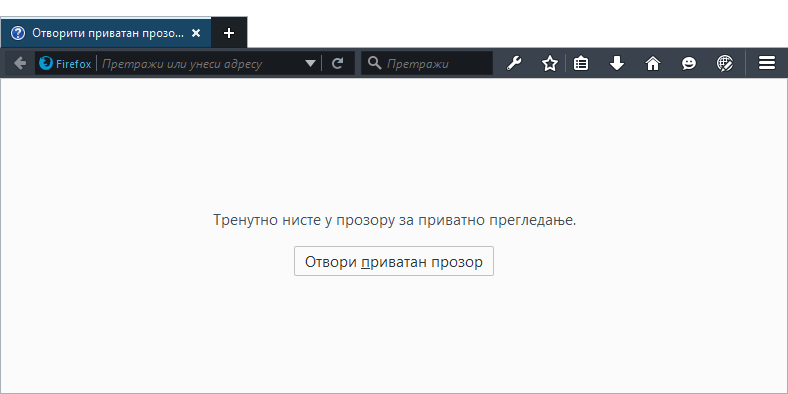 Отворити приватан прозо...
Firefox Претражи или унеси адресу Претражи
Тренутно нисте у прозору за приватно прегледање.
Отвори приватан прозор